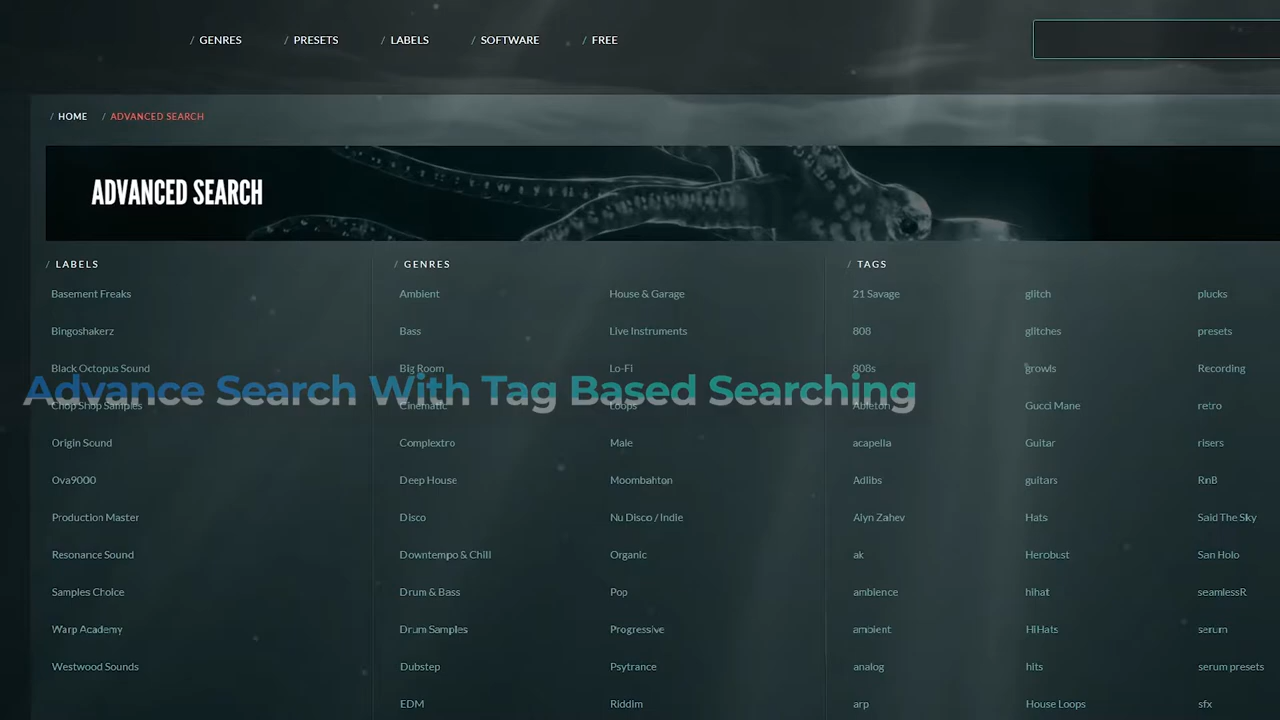 / GENRES / PRESETS / LABELS / SOFTWARE / FREE
/ HOME / ADVANCED SEARCH
ADVANCED SEARCH
/ LABELS
Basement Freaks
Bingoshakerz
Black Octopus Sound
Chop Shop Samples
Origin Sound
Ova9000
Production Master
Resonance Sound
Samples Choice
Warp Academy
Westwood Sounds
/ GENRES
Ambient
Bass
Big Room
Cinematic
Complextro
Deep House
Disco
Downtempo & Chill
Drum & Bass
Drum Samples
Dubstep
EDM
House & Garage
Live Instruments
Lo-Fi
Loops
Male
Moombahton
Nu Disco / Indie
Organic
Pop
Progressive
Psytrance
Riddim
/ TAGS
21 Savage
808
808s
Ableton
acapella
Adlibs
Alyn Zahev
ak
ambience
ambient
analog
arp
glitch
glitches
growls
Gucci Mane
Guitar
guitars
Hats
Herobust
hihat
HiHats
hits
House Loops
plucks
presets
Recording
retro
risers
RnB
Said The Sky
San Holo
seamlessR
serum
serum presets
sfx
Advance Search With Tag Based Searching